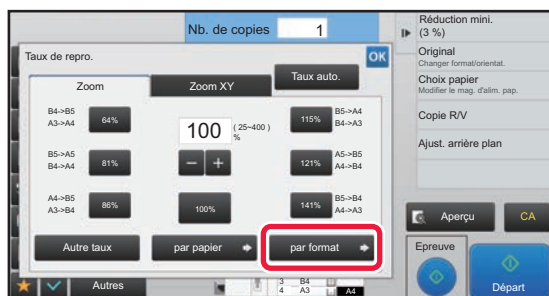 Nb. de copies 1
Réduction mini.
(3 %)
Original
Changer format/orientat.
Choix papier
Modifier le mag. d'alim. pap.
Copie R/V
Ajust. arrière plan
Taux de repro.
OK
Zoom
Zoom XY
Taux auto.
B4->B5
A3->A4
64%
B5->A5
B4->A4
81%
A4->B5
A3->B4
86%
100
(25~400)
%
100%
115%
B5->A4
B4->A3
121%
A5->B5
B4->A4
141%
B5->B4
A4->A3
Autre taux
par papier
par format
Aperçu
CA
Epreuve
Départ
Autres
3 B4
4 A3
A4